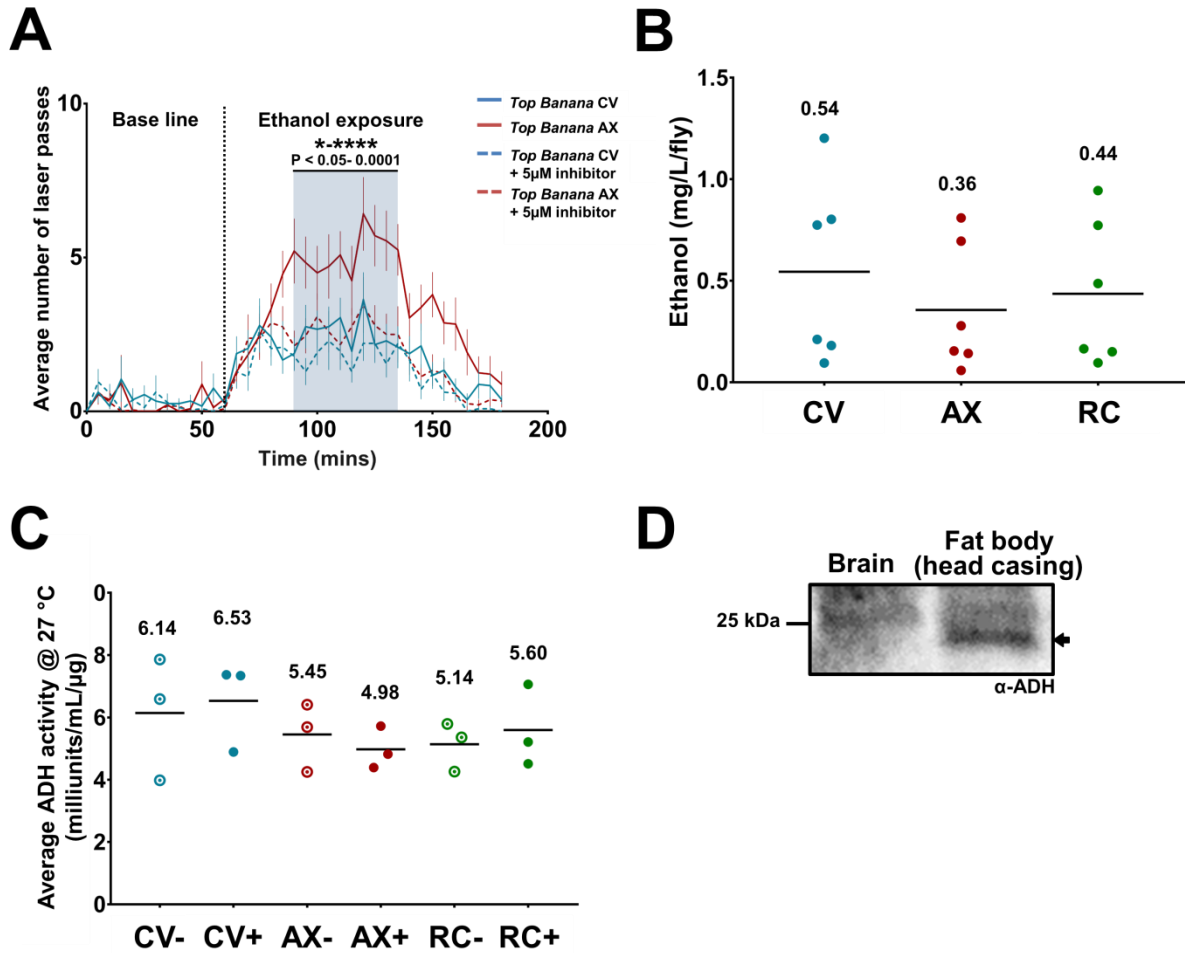 A
Average number of laser passes
10
5
0
Base line
Ethanol exposure
*-****
P < 0.05- 0.0001
0
50
100
150
200
Time (mins)
Top Banana CV
Top Banana AX
Top Banana CV
+ 5µM inhibitor
Top Banana AX
+ 5µM inhibitor
B
Ethanol (mg/L/fly)
1.5
1.0
0.5
0.0
0.54
0.36
0.44
CV
AX
RC
C
Average ADH activity @ 27 °C
(milliunits/mL/µg)
0
8
6
4
2
0
6.14
6.53
5.45
4.98
5.14
5.60
CV-
CV+
AX-
AX+
RC-
RC+
D
Brain
Fat body
(head casing)
25 kDa
α-ADH